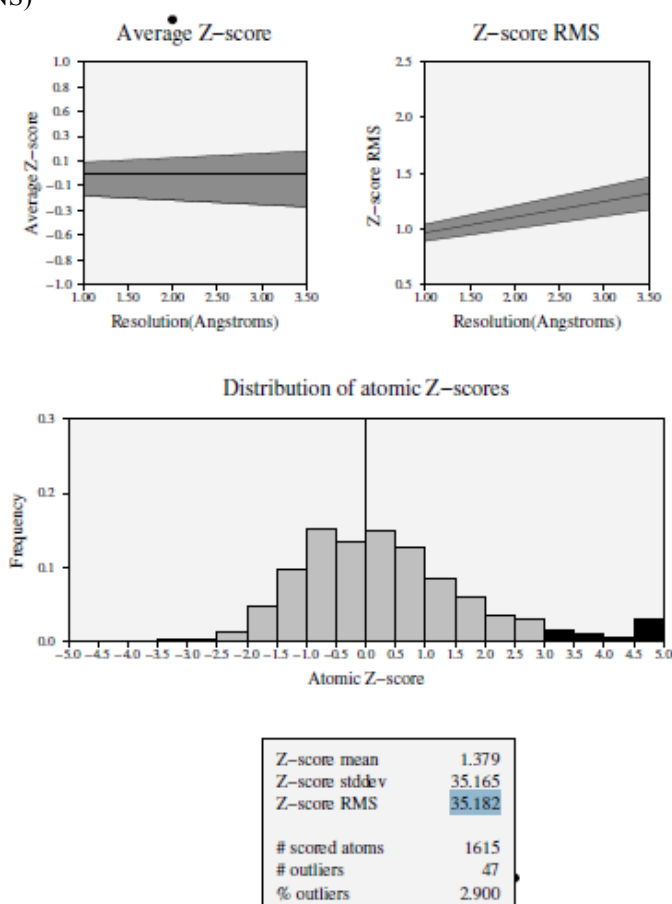 NS)
Average Z-score Z-score RMS
1.0 0.8 0.6 0.3 0.1 -0.1 -0.3 -0.6 -0.8 -1.0
Average Z-score
1.00 1.50 2.00 2.50 3.00 3.50
Resolution(Angstroms)
2.5 2.0 1.5 1.0 0.5
Z-score RMS
1.00 1.50 2.00 2.50 3.00 3.50
Resolution(Angstroms)
Distribution of atomic Z-scores
0.3 0.2 0.1 0.0
Frequency
-5.0 -4.5 -4.0 -3.5 -3.0 -2.5 -2.0 -1.5 -1.0 -0.5 0.0 0.5 1.0 1.5 2.0 2.5 3.0 3.5 4.0 4.5 5.0
Atomic Z-score
Z-score mean 1.379
Z-score stddev 35.165
Z-score RMS 35.182
# scored atoms 1615
# outliers 47
% outliers 2.900